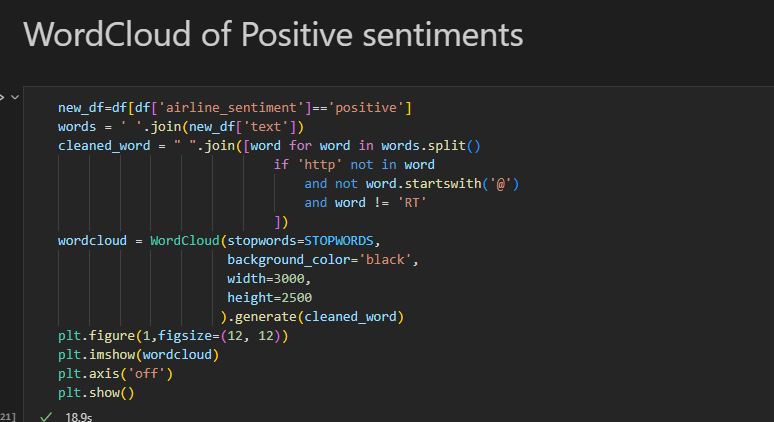 WordCloud of Positive sentiments
new_df=df[df['airline_sentiment']=='positive']
words = ' '.join(new_df['text'])
cleaned_word = " ".join([word for word in words.split()
if 'http' not in word
and not word.startswith('@')
and word != 'RT'
])
wordcloud = WordCloud(stopwords=STOPWORDS,
background_color='black',
width=3000,
height=2500
).generate(cleaned_word)
plt.figure(1,figsize=(12, 12))
plt.imshow(wordcloud)
plt.axis('off')
plt.show()
21]
18.9s